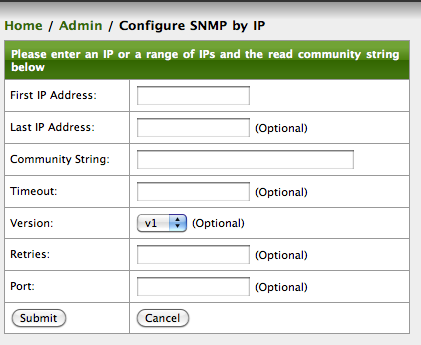 Home / Admin / Configure SNMP by IP
Please enter an IP or a range of IPs and the read community string
below
First IP Address:
Last IP Address: (Optional)
Community String:
Timeout: (Optional)
Version: v1 (Optional)
Retries: (Optional)
Port: (Optional)
Submit Cancel